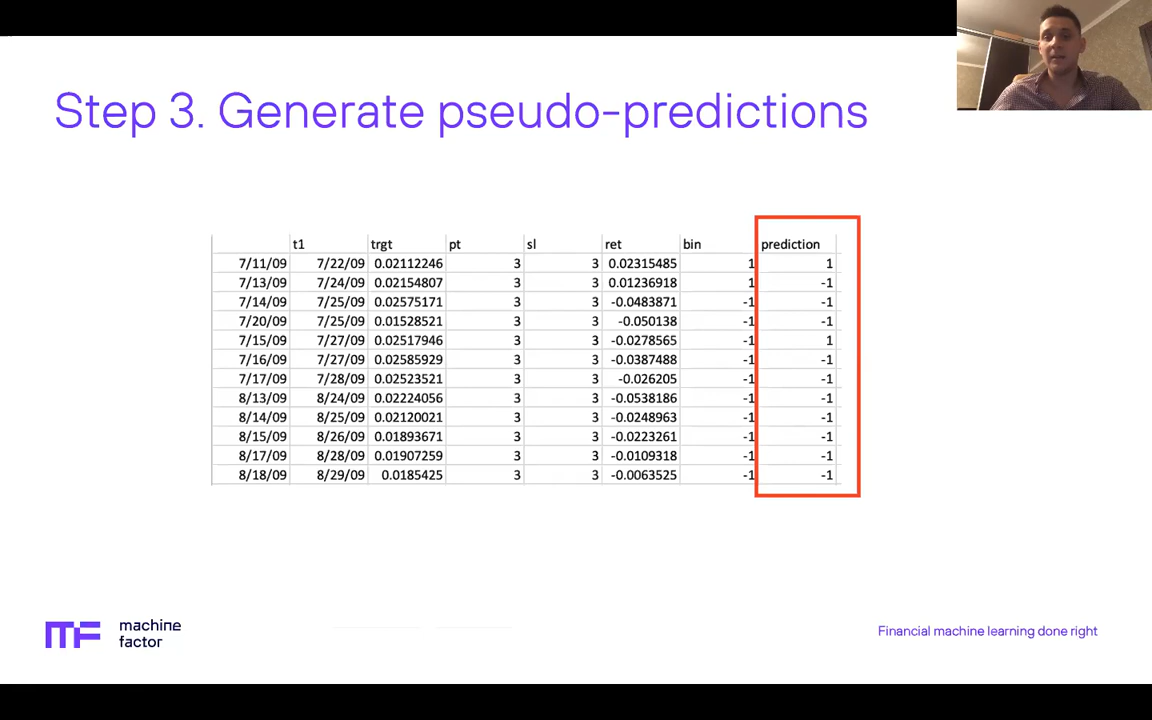 Step 3. Generate pseudo-predictions
t1 trgt pt sl ret bin prediction
7/11/09 7/22/09 0.02112246 3 3 0.02315485 1 1
7/13/09 7/24/09 0.02154807 3 3 0.01236918 1 -1
7/14/09 7/25/09 0.02575171 3 3 -0.0483871 -1 -1
7/20/09 7/25/09 0.01528521 3 3 -0.050138 -1 -1
7/15/09 7/27/09 0.02517946 3 3 -0.0278565 -1 1
7/16/09 7/27/09 0.02585929 3 3 -0.0387488 -1 -1
7/17/09 7/28/09 0.02523521 3 3 -0.026205 -1 -1
8/13/09 8/24/09 0.02224056 3 3 -0.0538186 -1 -1
8/14/09 8/25/09 0.02120021 3 3 -0.0248963 -1 -1
8/15/09 8/26/09 0.01893671 3 3 -0.0223261 -1 -1
8/17/09 8/28/09 0.01907259 3 3 -0.0109318 -1 -1
8/18/09 8/29/09 0.0185425 3 3 -0.0063525 -1 -1
machine
factor
Financial machine learning done right